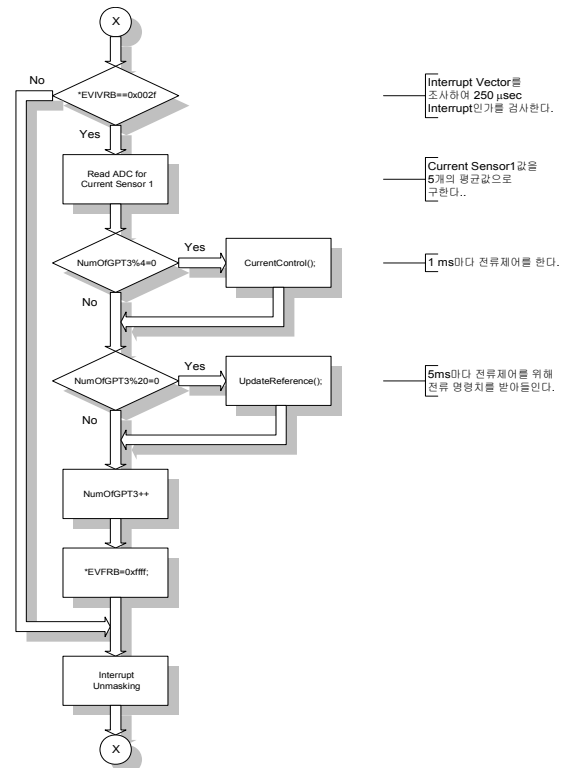 X
No
*EVIVRB==0x002f
Interrupt Vector를
조사하여 250 μsec
Interrupt인가를 검사한다.
Yes
Read ADC for
Current Sensor 1
Current Sensor1값을
5개의 평균값으로
구한다..
NumOfGPT3%4=0
Yes
CurrentControl();
1 ms마다 전류제어를 한다.
No
NumOfGPT3%20=0
Yes
UpdateReference();
5ms마다 전류제어를 위해
전류 명령치를 받아들인다.
No
NumOfGPT3++
*EVFRB=0xffff;
Interrupt
Unmasking
X